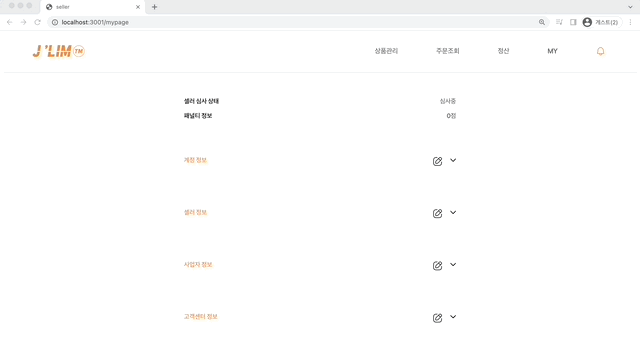 seller
localhost:3001/mypage
게스트(2)
J'LIM TM
상품관리 주문조회 정산 MY
셀러 심사 상태 심사중
패널티 정보 0점
계정 정보
셀러 정보
사업자 정보
고객센터 정보